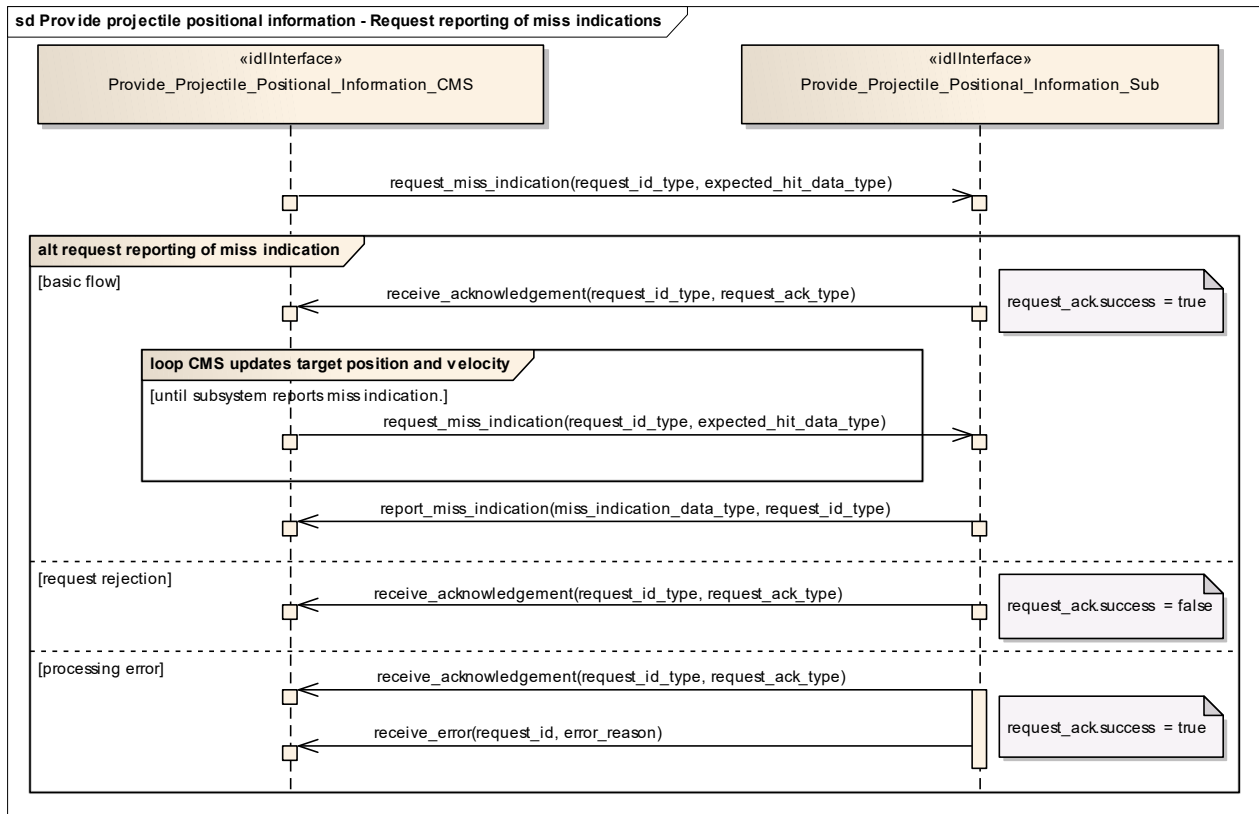 sd Provide projectile positional information - Request reporting of miss indications
«idlInterface»
Provide_Projectile_Positional_Information_CMS
«idlInterface»
Provide_Projectile_Positional_Information_Sub
request_miss_indication(request_id_type, expected_hit_data_type)
alt request reporting of miss indication
[basic flow]
receive_acknowledgement(request_id_type, request_ack_type)
request_ack.success = true
loop CMS updates target position and velocity
[until subsystem reports miss indication.]
request_miss_indication(request_id_type, expected_hit_data_type)
report_miss_indication(miss_indication_data_type, request_id_type)
[request rejection]
receive_acknowledgement(request_id_type, request_ack_type)
request_ack.success = false
[processing error]
receive_acknowledgement(request_id_type, request_ack_type)
request_ack.success = true
receive_error(request_id, error_reason)